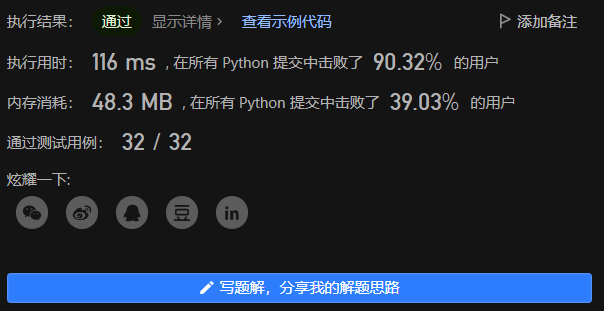 执行结果： 通过 显示详情 › 查看示例代码 添加备注
执行用时： 116 ms , 在所有 Python 提交中击败了 90.32% 的用户
内存消耗： 48.3 MB , 在所有 Python 提交中击败了 39.03% 的用户
通过测试用例： 32 / 32
炫耀一下:
豆 in
写题解，分享我的解题思路